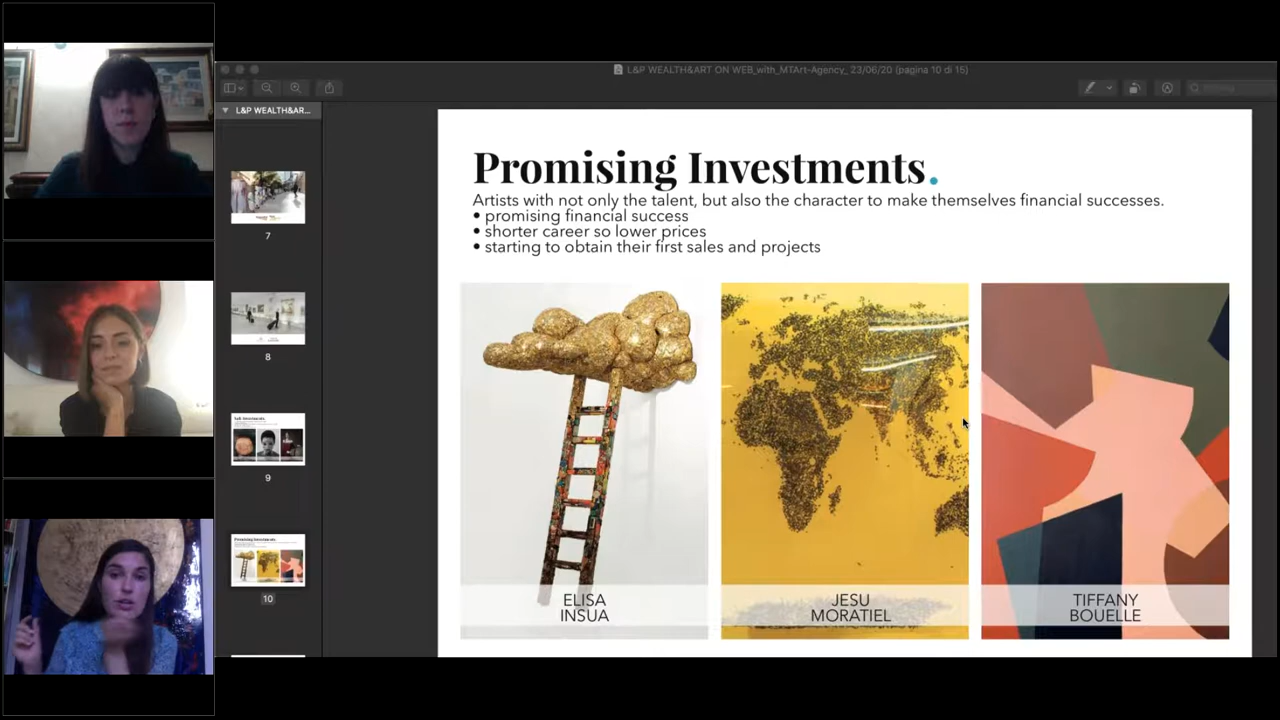 L&P WEALTH&ART ON WEB_with_MTArt-Agency_ 23/06/20 (pagina 10 di 15)
L&P WEALTH&AR...
7
8
9
Promising Investments.
10
Promising Investments.
Artists with not only the talent, but also the character to make themselves financial successes.
• promising financial success
• shorter career so lower prices
• starting to obtain their first sales and projects
ELISA
INSUA
JESU
MORATIEL
TIFFANY
BOUELLE